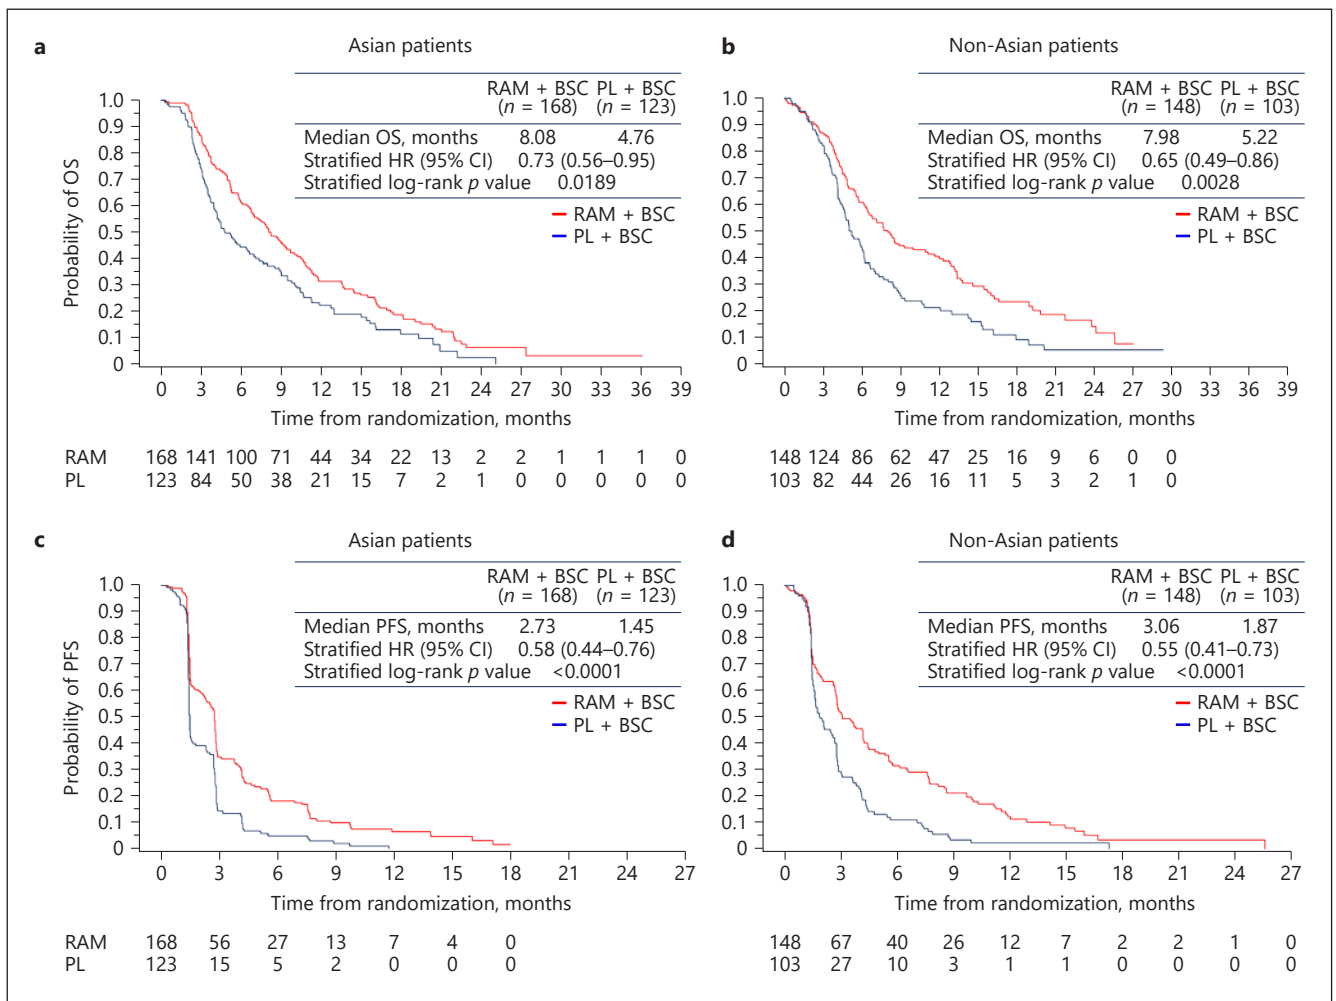 a Asian patients
RAM + BSC PL + BSC
(n = 168) (n = 123)
Median OS, months 8.08 4.76
Stratified HR (95% CI) 0.73 (0.56–0.95)
Stratified log-rank p value 0.0189
RAM + BSC
PL + BSC
Probability of OS
1.0
0.9
0.8
0.7
0.6
0.5
0.4
0.3
0.2
0.1
0
0 3 6 9 12 15 18 21 24 27 30 33 36 39
Time from randomization, months
RAM 168 141 100 71 44 34 22 13 2 2 1 1 1 0
PL 123 84 50 38 21 15 7 2 1 0 0 0 0 0
b Non-Asian patients
RAM + BSC PL + BSC
(n = 148) (n = 103)
Median OS, months 7.98 5.22
Stratified HR (95% CI) 0.65 (0.49–0.86)
Stratified log-rank p value 0.0028
RAM + BSC
PL + BSC
1.0
0.9
0.8
0.7
0.6
0.5
0.4
0.3
0.2
0.1
0
0 3 6 9 12 15 18 21 24 27 30 33 36 39
Time from randomization, months
148 124 86 62 47 25 16 9 6 0 0
103 82 44 26 16 11 5 3 2 1 0
c Asian patients
RAM + BSC PL + BSC
(n = 168) (n = 123)
Median PFS, months 2.73 1.45
Stratified HR (95% CI) 0.58 (0.44–0.76)
Stratified log-rank p value <0.0001
RAM + BSC
PL + BSC
Probability of PFS
1.0
0.9
0.8
0.7
0.6
0.5
0.4
0.3
0.2
0.1
0
0 3 6 9 12 15 18 21 24 27
Time from randomization, months
RAM 168 56 27 13 7 4 0
PL 123 15 5 2 0 0 0
d Non-Asian patients
RAM + BSC PL + BSC
(n = 148) (n = 103)
Median PFS, months 3.06 1.87
Stratified HR (95% CI) 0.55 (0.41–0.73)
Stratified log-rank p value <0.0001
RAM + BSC
PL + BSC
1.0
0.9
0.8
0.7
0.6
0.5
0.4
0.3
0.2
0.1
0
0 3 6 9 12 15 18 21 24 27
Time from randomization, months
148 67 40 26 12 7 2 2 1 0
103 27 10 3 1 1 0 0 0 0